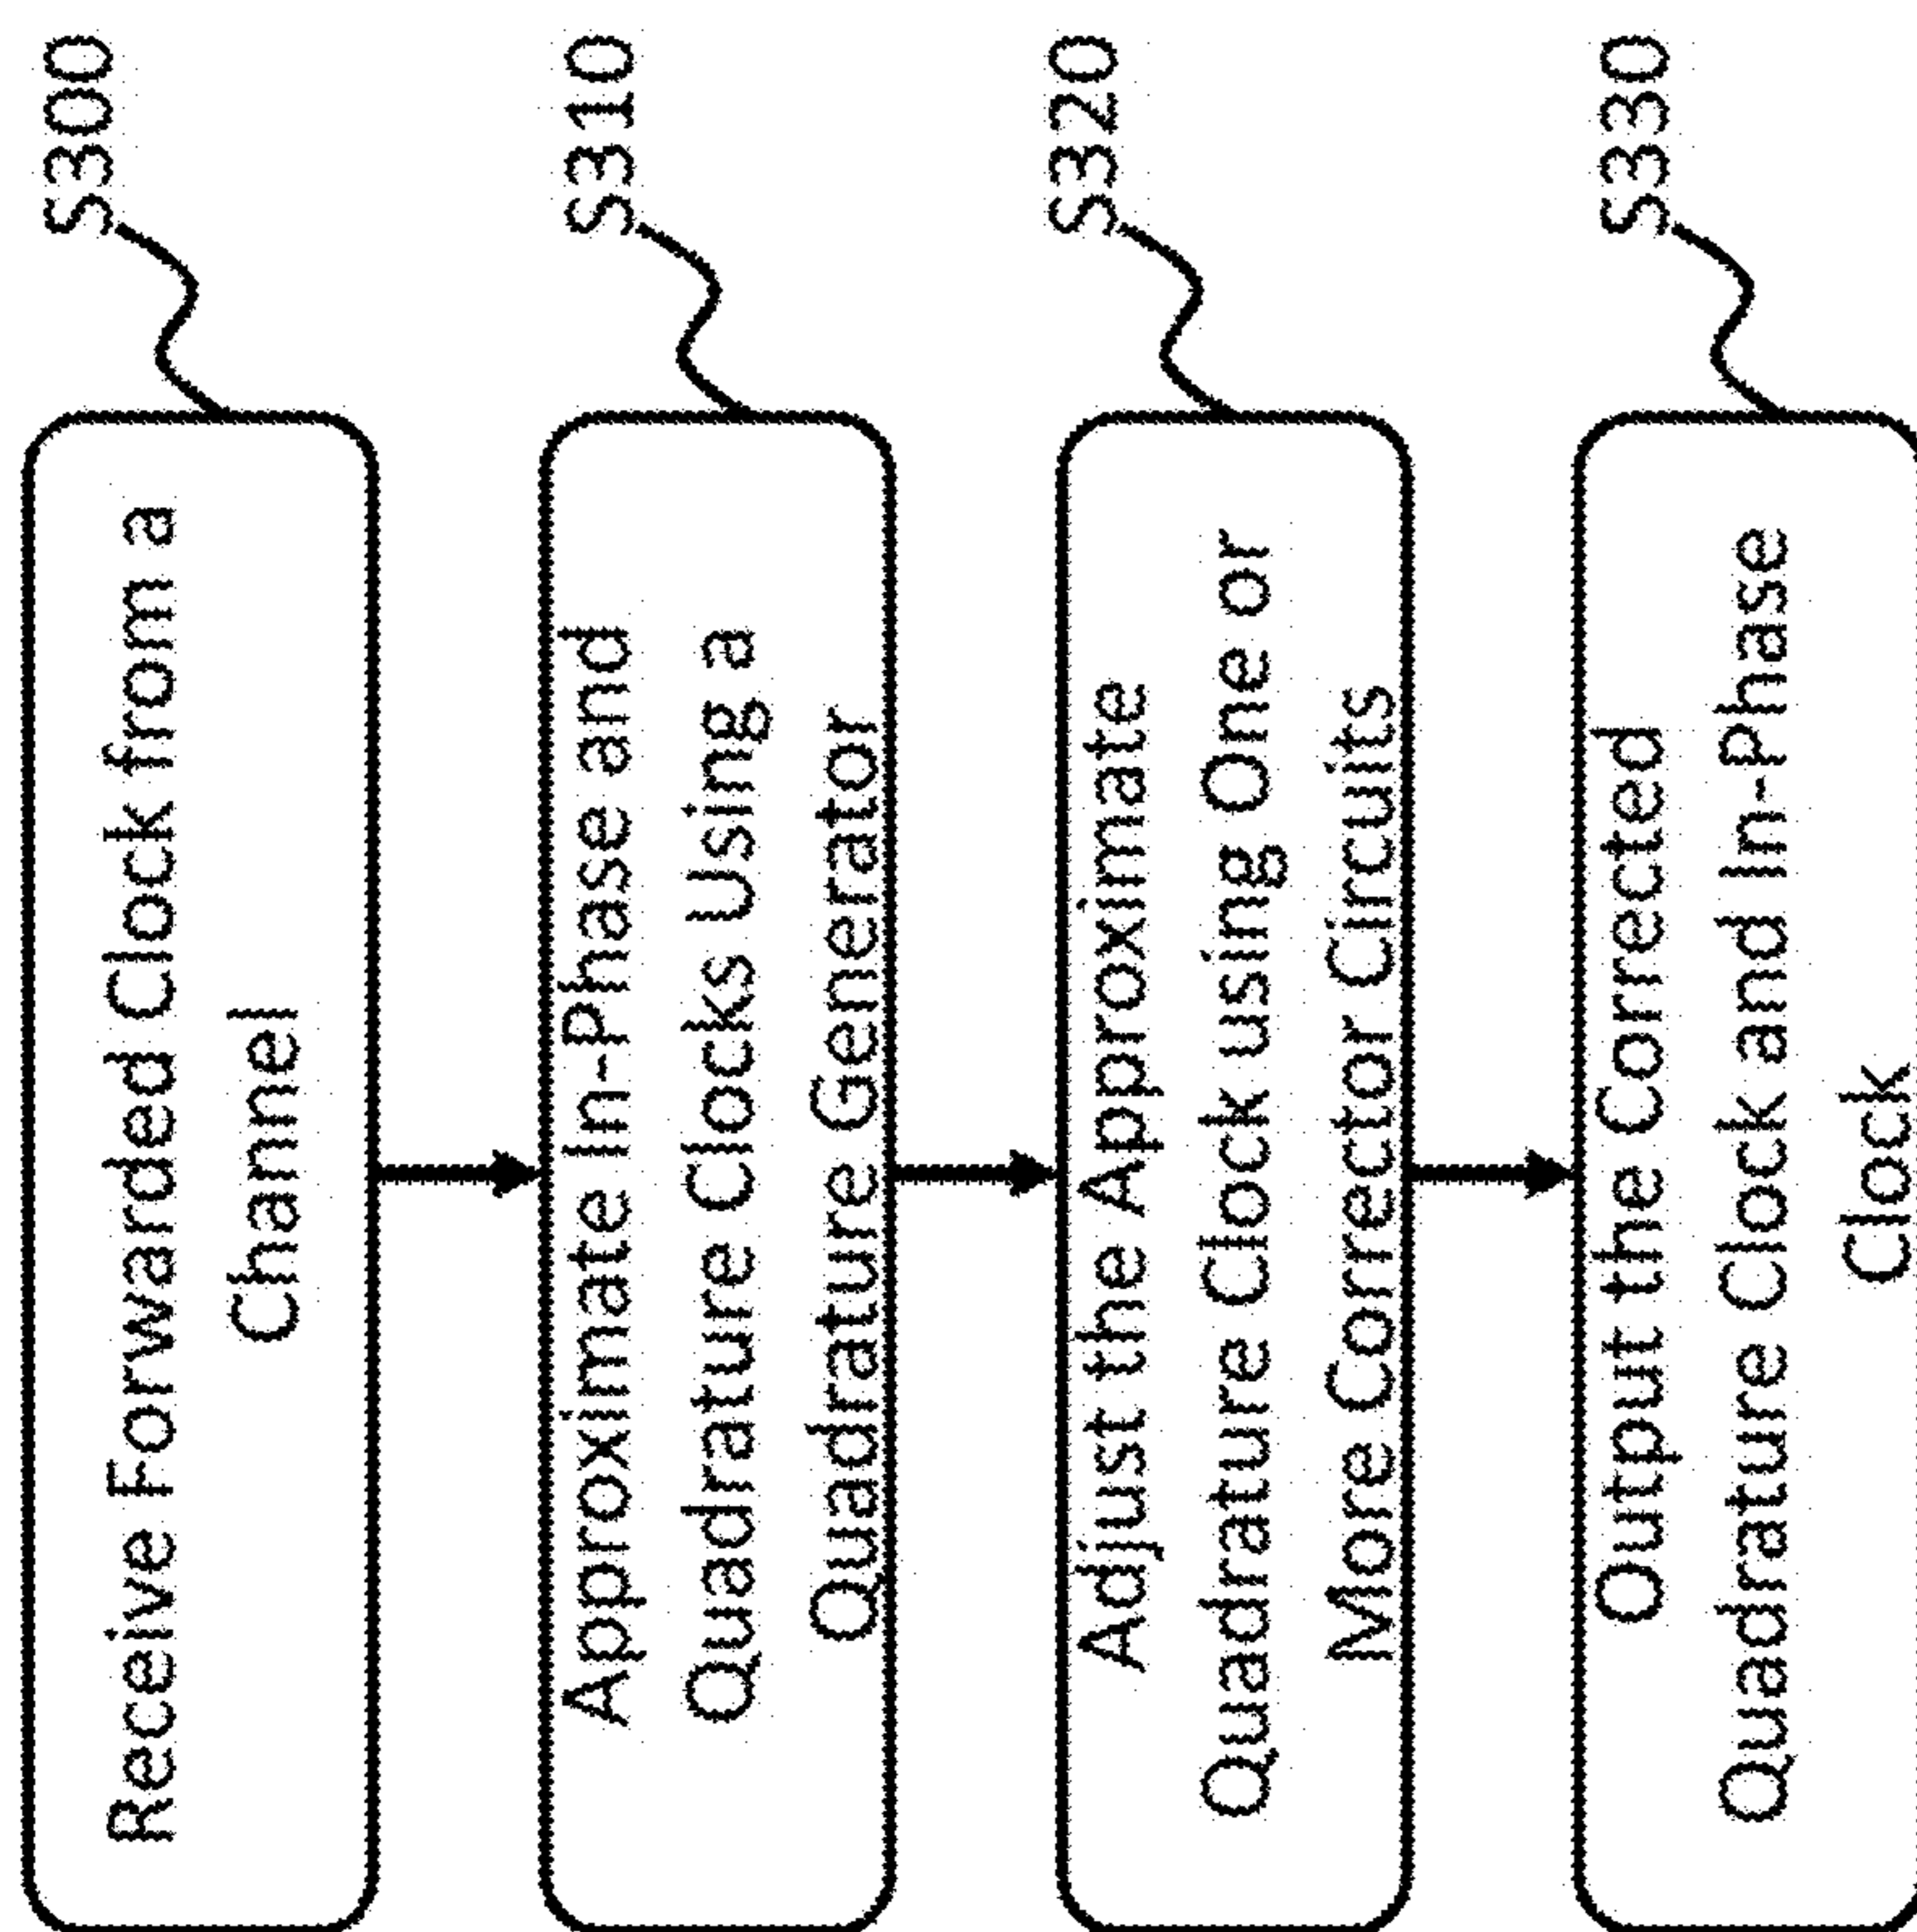 S300
Receive Forwarded Clock from a
Channel
S310
Approximate In-Phase and
Quadrature Clocks Using a
Quadrature Generator
S320
Adjust the Approximate
Quadrature Clock using One or
More Corrector Circuits
S330
Output the Corrected
Quadrature Clock and In-Phase
Clock